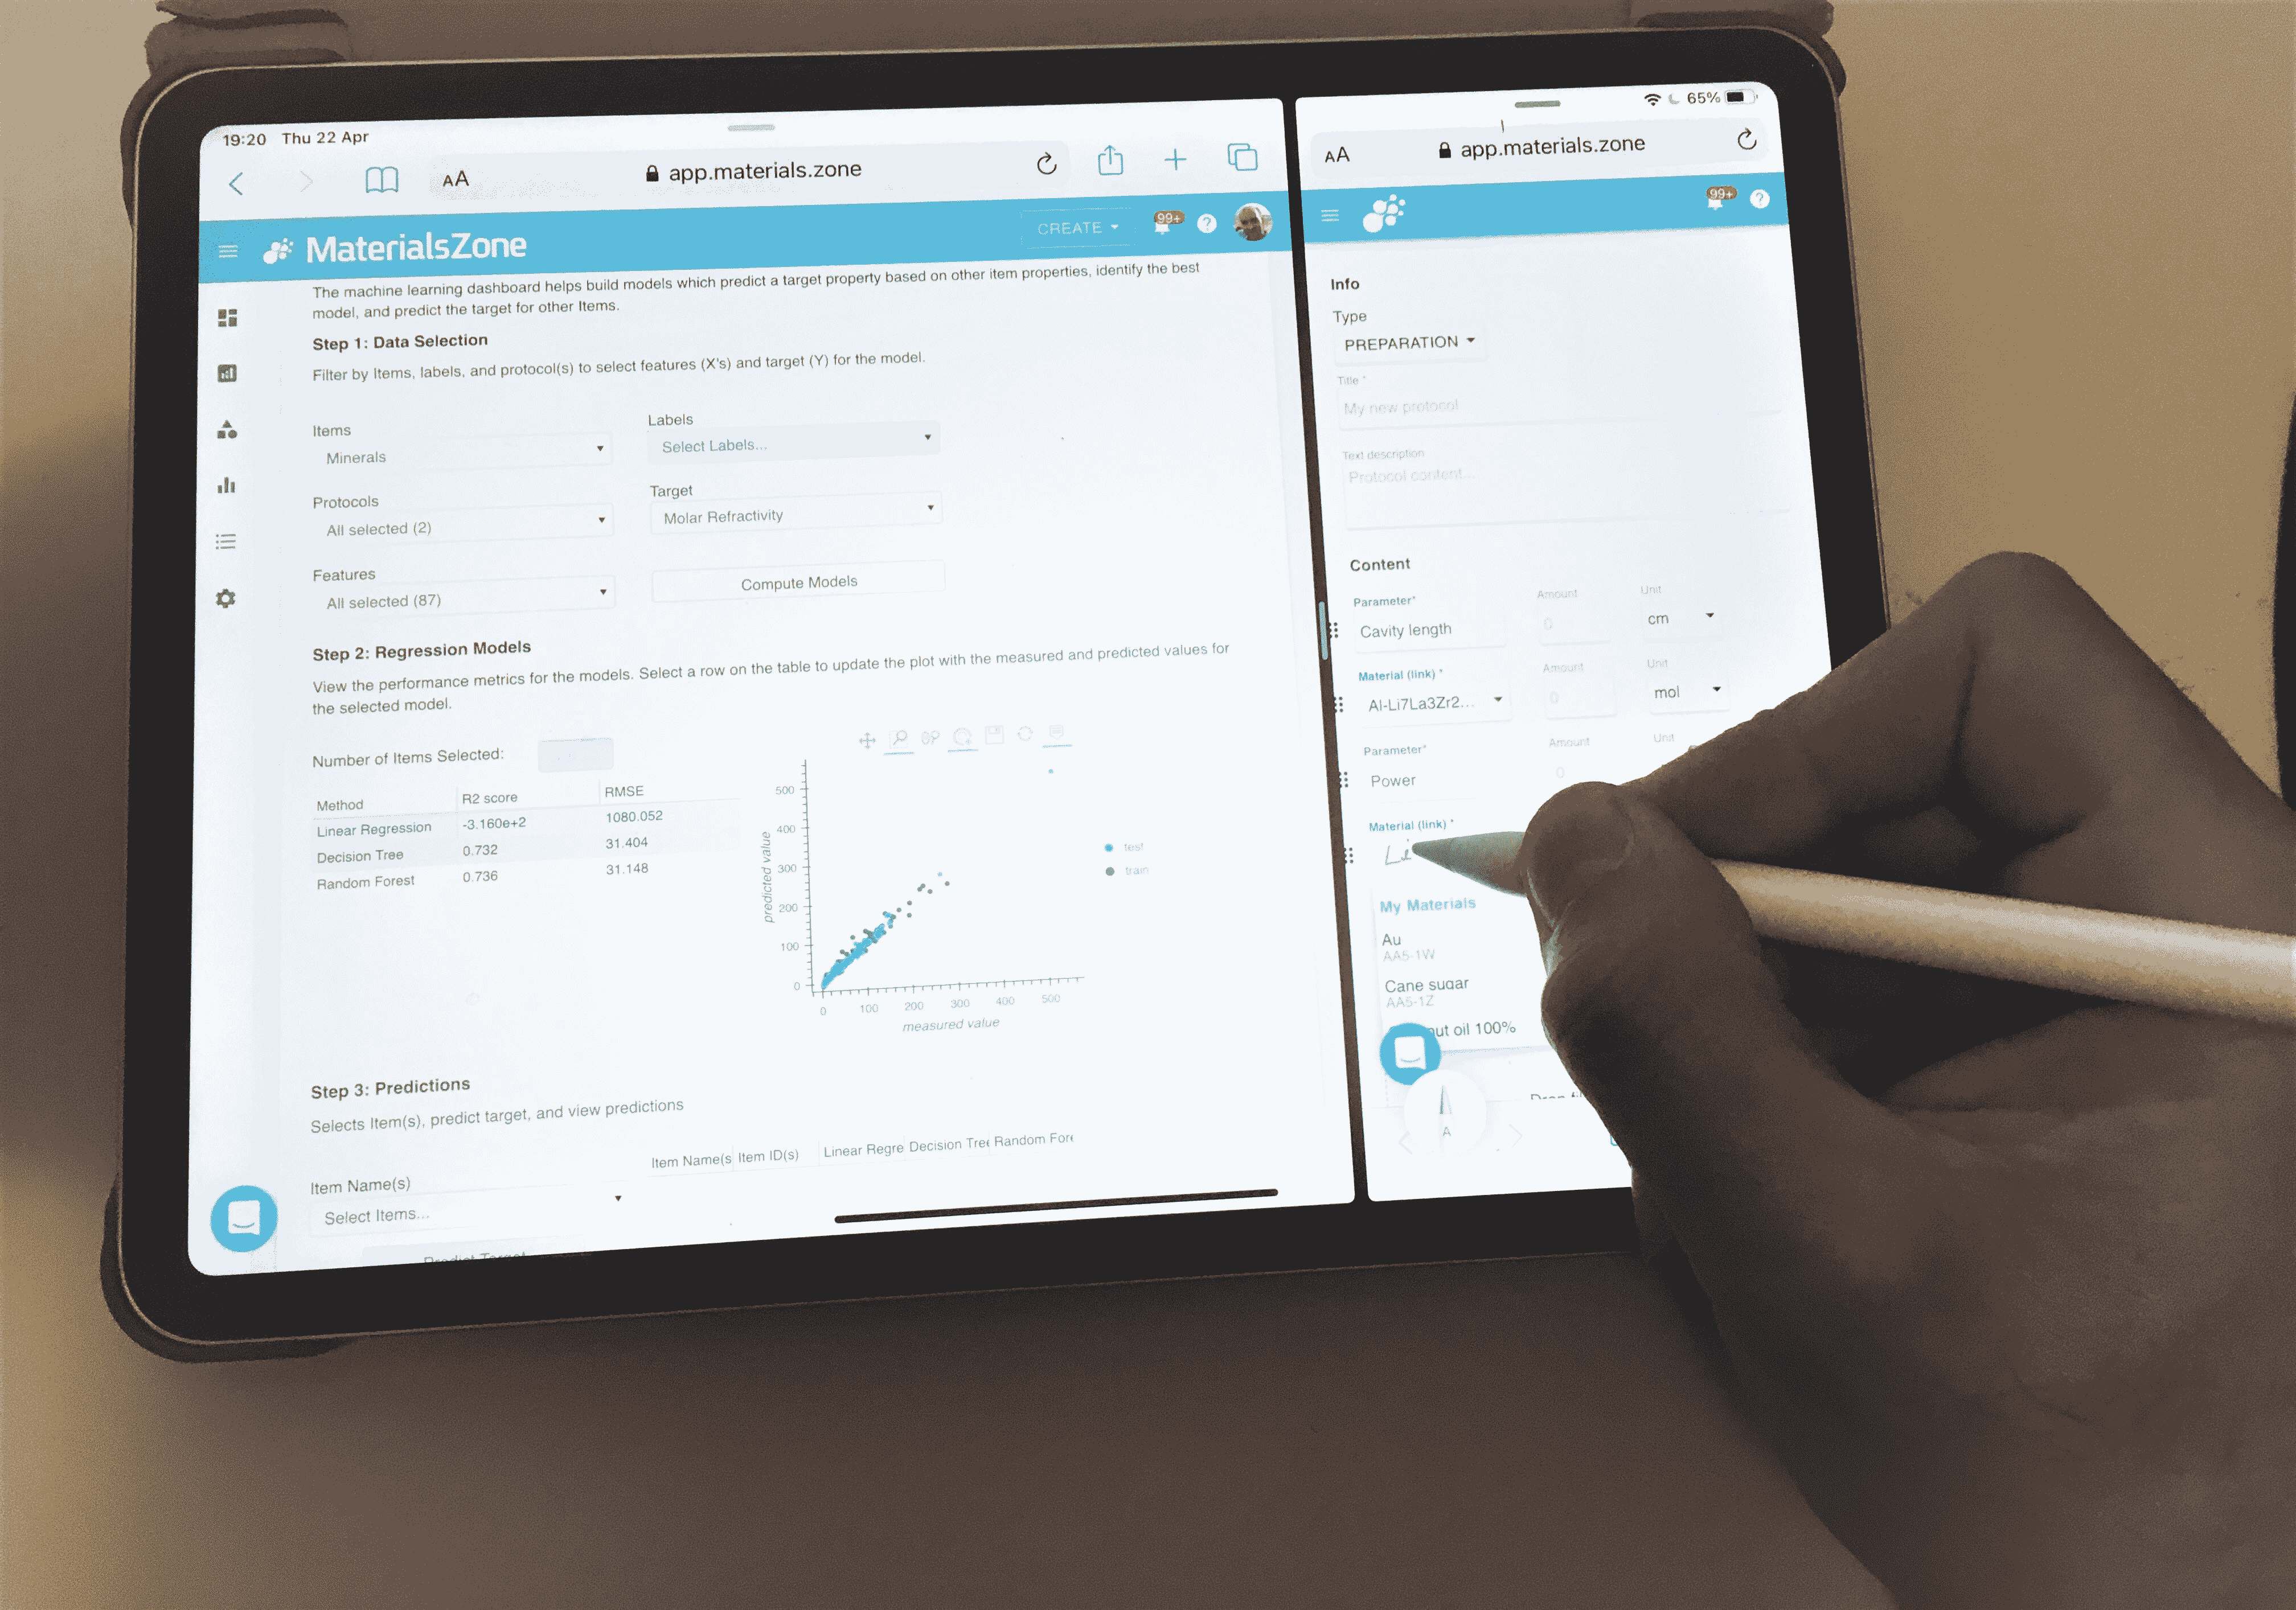 19:20 Thu 22 Apr
AA app.materials.zone
MaterialsZone CREATE 99+ ?
The machine learning dashboard helps build models which predict a target property based on other item properties, identify the best
model, and predict the target for other Items.
Step 1: Data Selection
Filter by Items, labels, and protocol(s) to select features (X's) and target (Y) for the model.
Items
Minerals
Labels
Select Labels...
Protocols
All selected (2)
Target
Molar Refractivity
Features
All selected (87)
Compute Models
Step 2: Regression Models
View the performance metrics for the models. Select a row on the table to update the plot with the measured and predicted values for
the selected model.
Number of Items Selected:
Method R2 score RMSE
Linear Regression -3.160e+2 1080.052
Decision Tree 0.732 31.404
Random Forest 0.736 31.148
predicted value
500
400
300
200
100
0
0 100 200 300 400 500
measured value
test
train
Step 3: Predictions
Selects Item(s), predict target, and view predictions
Item Name(s Item ID(s) Linear Regre Decision Tree Random Fore
Item Name(s)
Select Items...
Predict Target
65%
AA app.materials.zone
99+ ?
Info
Type
PREPARATION
Title *
My new protocol
Text description
Protocol content...
Content
Parameter* Amount Unit
Cavity length 0 cm
Material (link) * Amount Unit
Al-Li7La3Zr2... 0 mol
Parameter* Amount Unit
Power 0
Material (link) *
Li
My Materials
Au
AA5-1W
Cane sugar
AA5-1Z
ut oil 100%
A